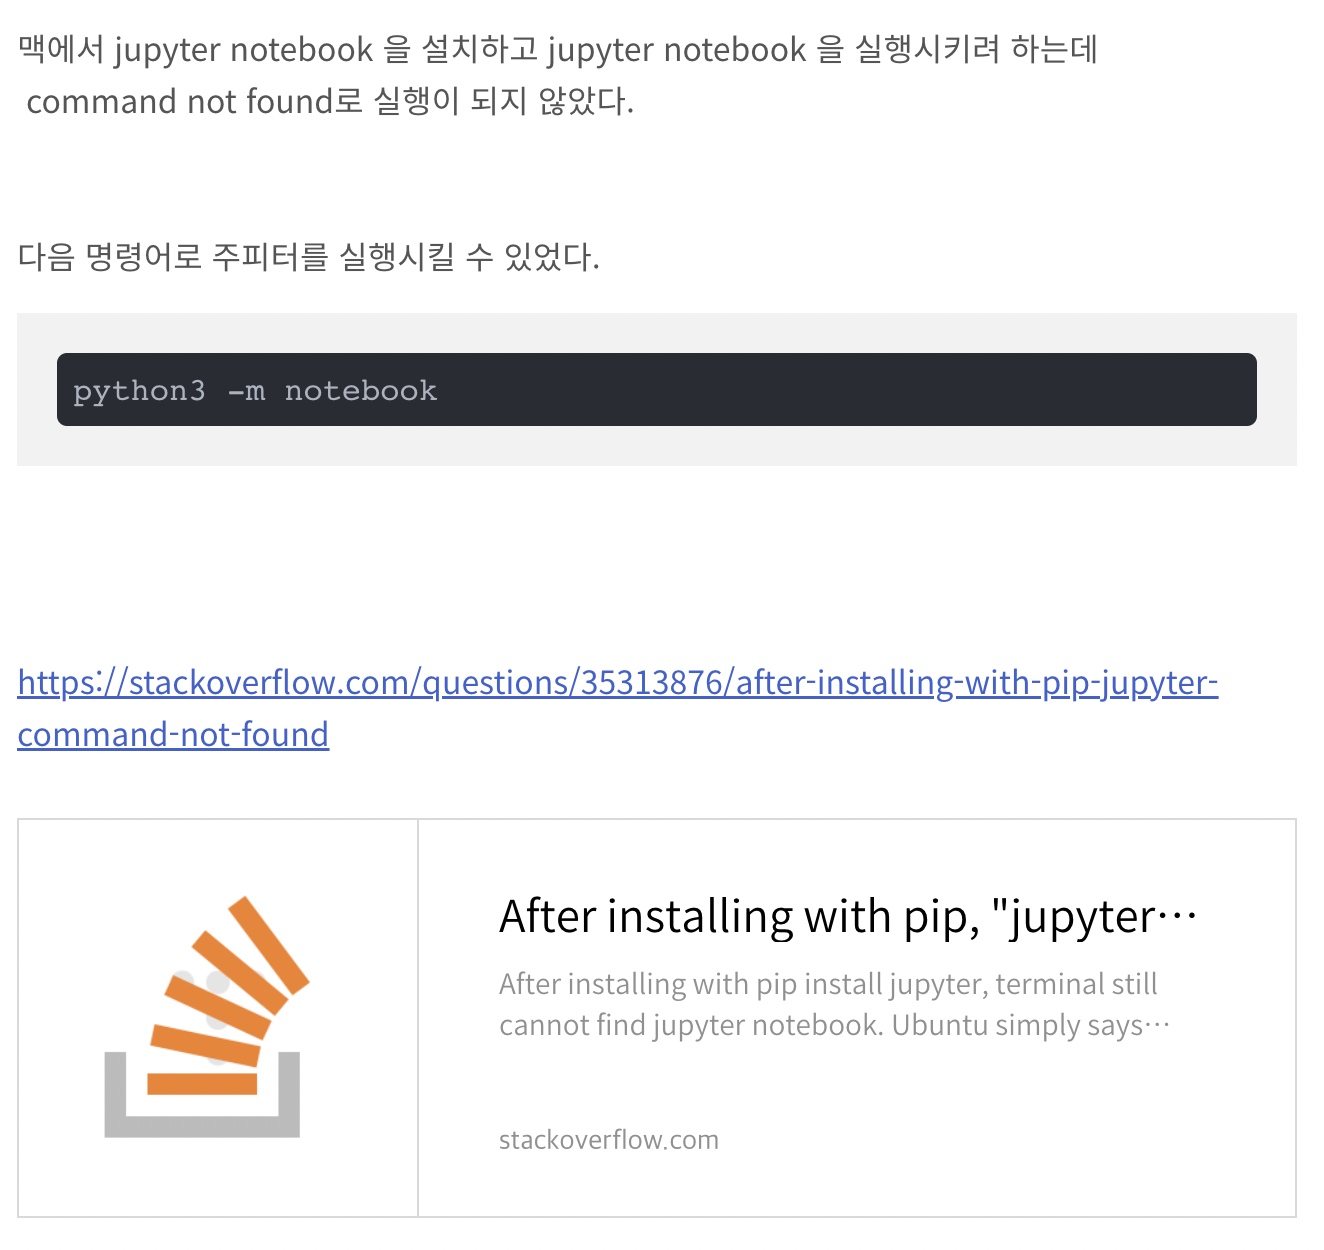 맥에서 jupyter notebook 을 설치하고 jupyter notebook 을 실행시키려 하는데
command not found로 실행이 되지 않았다.
다음 명령어로 주피터를 실행시킬 수 있었다.
python3 -m notebook
https://stackoverflow.com/questions/35313876/after-installing-with-pip-jupyter-
command-not-found
After installing with pip, "jupyter⋯
After installing with pip install jupyter, terminal still
cannot find jupyter notebook. Ubuntu simply says⋯
stackoverflow.com